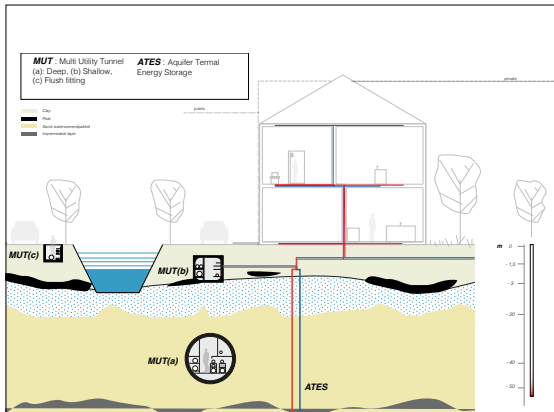 MUT : Multi Utility Tunnel
(a): Deep, (b) Shallow,
(c) Flush fitting
ATES : Aquifer Termal
Energy Storage
Clay
Peat
Impermeable layer
public
private
MUT(c)
MUT(b)
MUT(a)
ATES
m
0
- 1,5
- 3
- 30
- 40
- 50